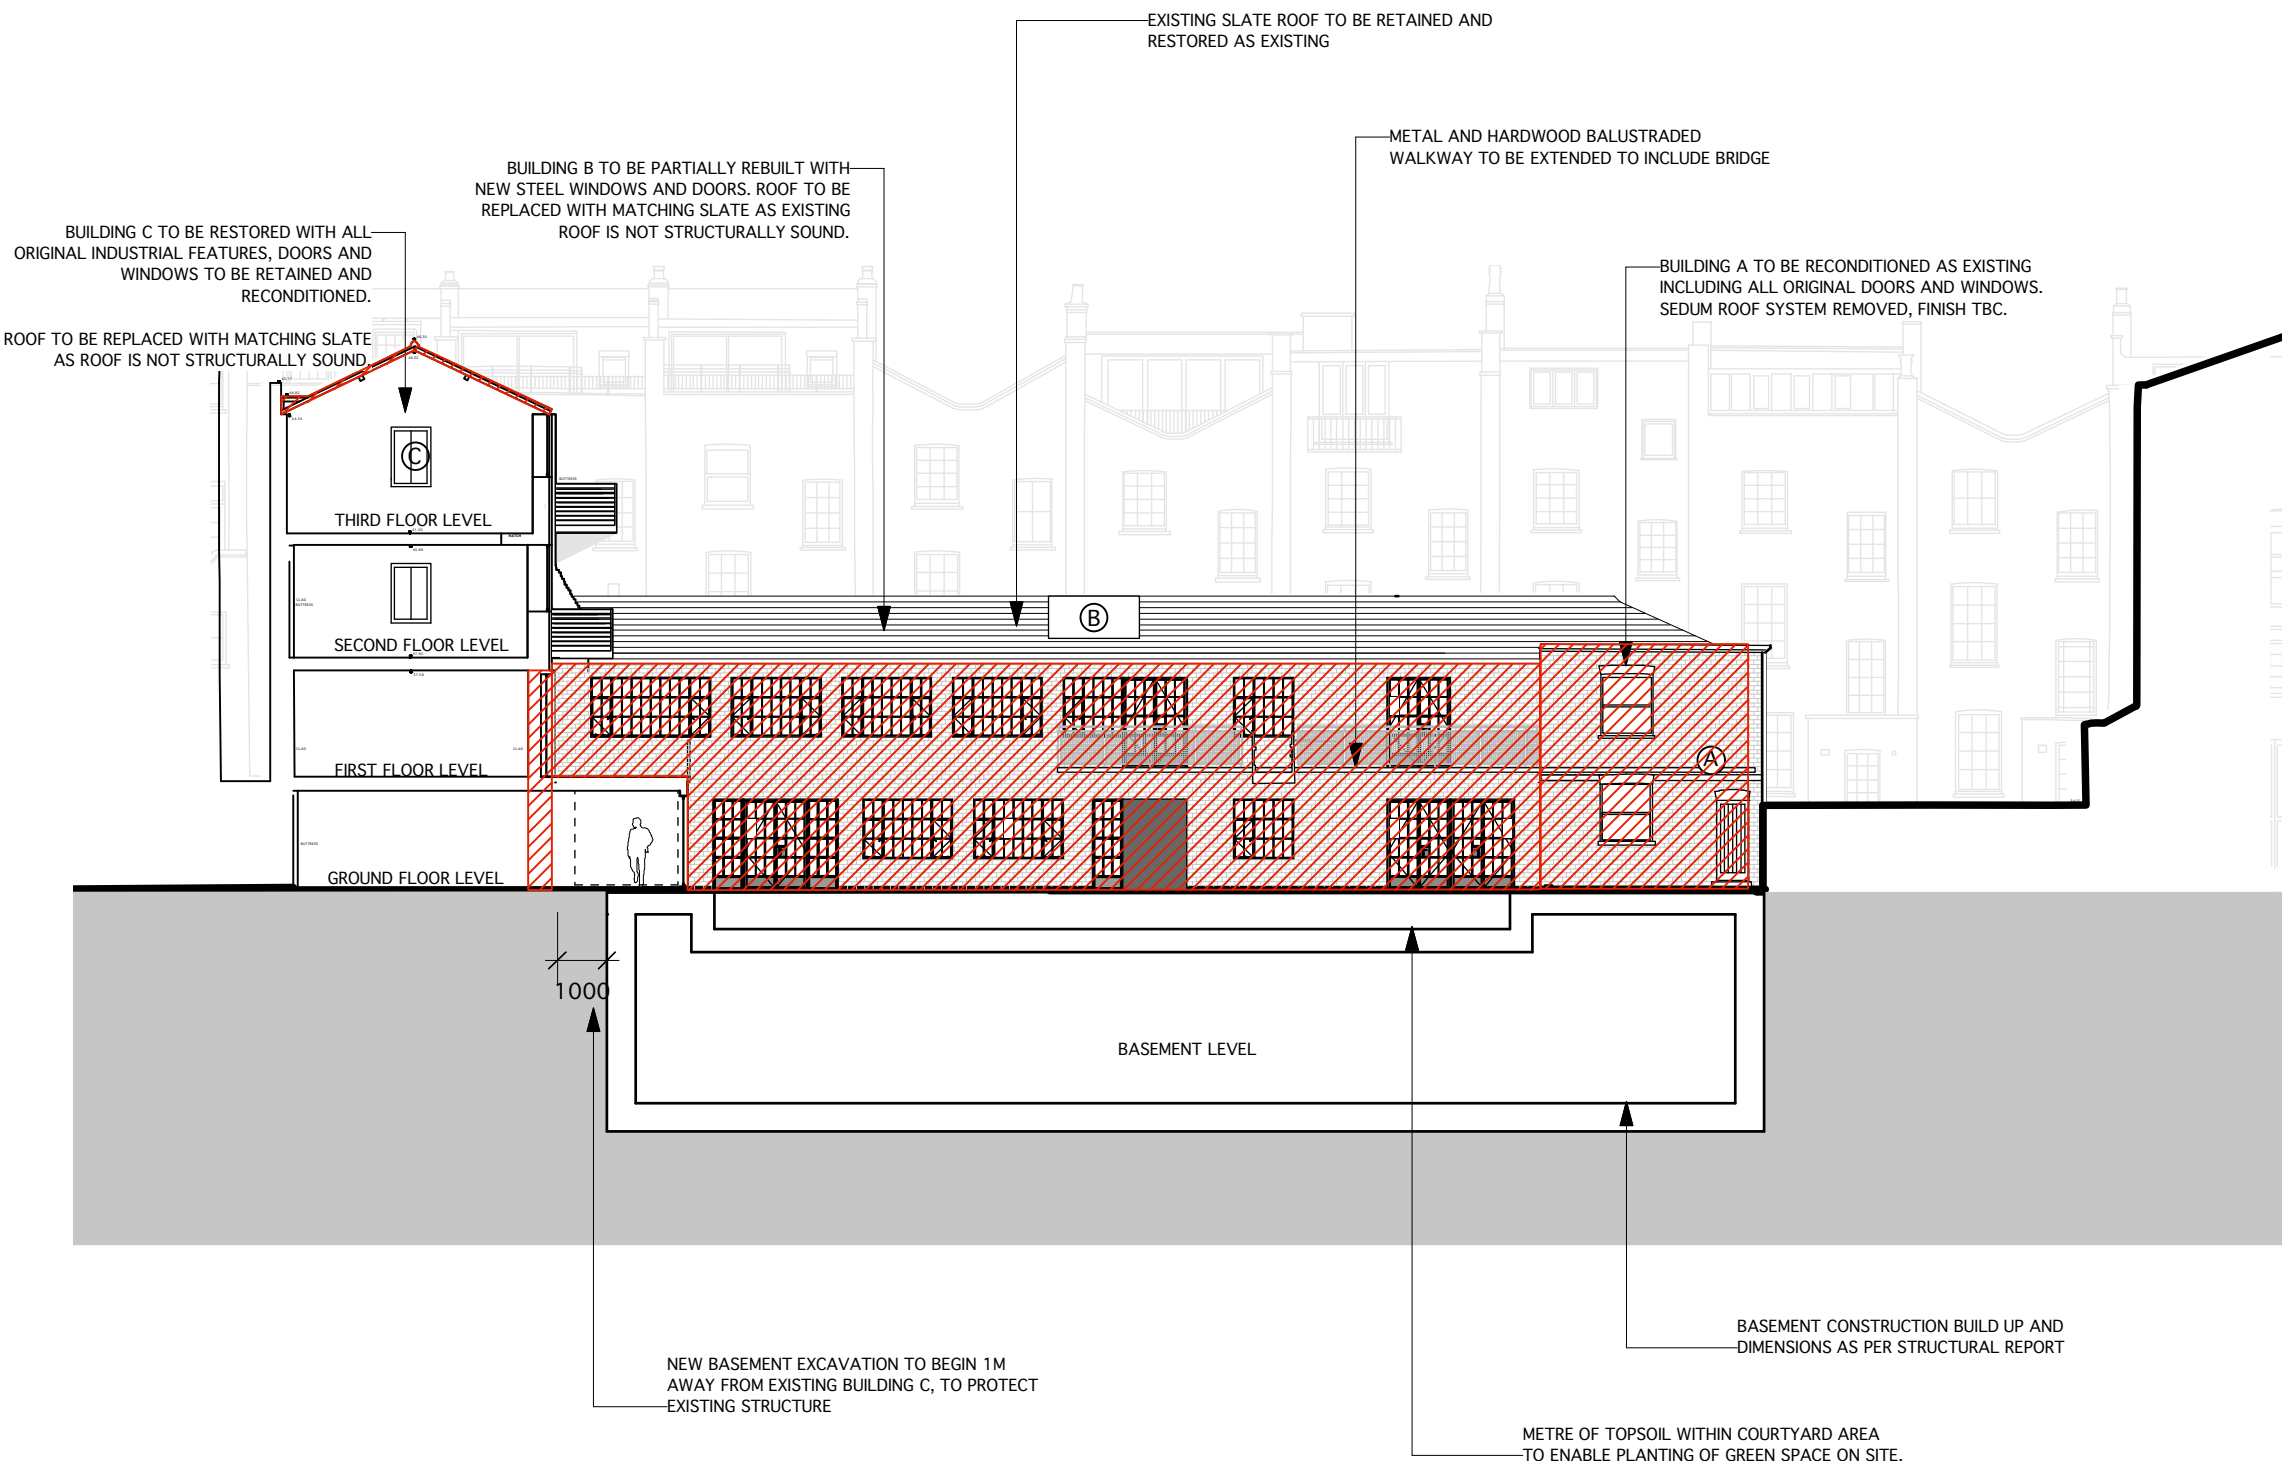 EXISTING SLATE ROOF TO BE RETAINED AND
RESTORED AS EXISTING
METAL AND HARDWOOD BALUSTRADED
WALKWAY TO BE EXTENDED TO INCLUDE BRIDGE
BUILDING B TO BE PARTIALLY REBUILT WITH
NEW STEEL WINDOWS AND DOORS. ROOF TO BE
REPLACED WITH MATCHING SLATE AS EXISTING
ROOF IS NOT STRUCTURALLY SOUND.
BUILDING C TO BE RESTORED WITH ALL
ORIGINAL INDUSTRIAL FEATURES, DOORS AND
WINDOWS TO BE RETAINED AND
RECONDITIONED.
ROOF TO BE REPLACED WITH MATCHING SLATE
AS ROOF IS NOT STRUCTURALLY SOUND.
BUILDING A TO BE RECONDITIONED AS EXISTING
INCLUDING ALL ORIGINAL DOORS AND WINDOWS.
SEDUM ROOF SYSTEM REMOVED, FINISH TBC.
C
BUTTRESS
THIRD FLOOR LEVEL
CLAD
BUTTRESS
B
SECOND FLOOR LEVEL
CLAD
CLAD
A
FIRST FLOOR LEVEL
BUTTRESS
GROUND FLOOR LEVEL
1000
BASEMENT LEVEL
BASEMENT CONSTRUCTION BUILD UP AND
DIMENSIONS AS PER STRUCTURAL REPORT
NEW BASEMENT EXCAVATION TO BEGIN 1M
AWAY FROM EXISTING BUILDING C, TO PROTECT
EXISTING STRUCTURE
METRE OF TOPSOIL WITHIN COURTYARD AREA
TO ENABLE PLANTING OF GREEN SPACE ON SITE.